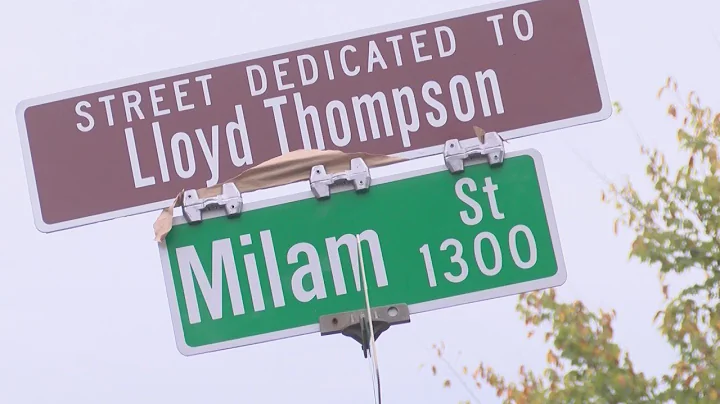 STREET DEDICATED TO
Lloyd Thompson
Milam St
1300